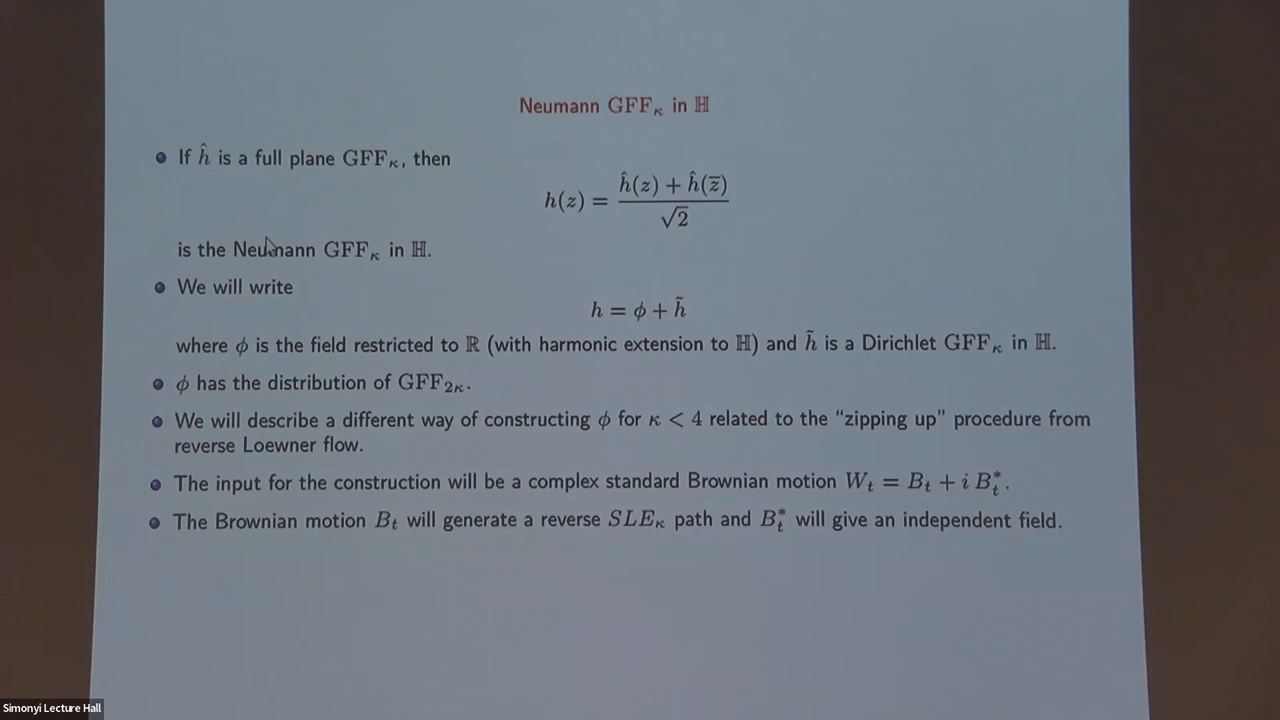 Neumann GFF_κ in ℍ
• If ĥ is a full plane GFF_κ, then
h(z) = (ĥ(z) + ĥ(z̄)) / √2
is the Neumann GFF_κ in ℍ.
• We will write
h = ϕ + h̃
where ϕ is the field restricted to ℝ (with harmonic extension to ℍ) and h̃ is a Dirichlet GFF_κ in ℍ.
• ϕ has the distribution of GFF_{2κ}.
• We will describe a different way of constructing ϕ for κ < 4 related to the “zipping up” procedure from
reverse Loewner flow.
• The input for the construction will be a complex standard Brownian motion W_t = B_t + i B_t^*.
• The Brownian motion B_t will generate a reverse SLE_κ path and B_t^* will give an independent field.
Simonyi Lecture Hall